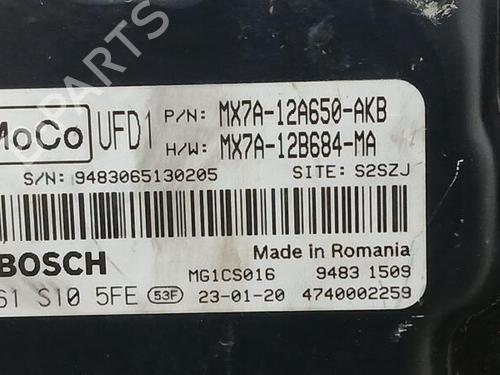 PARTS
MoCo UFD1 P/N: MX7A-12A650-AKB
H/W: MX7A-12B684-MA
S/N: 9483065130205 SITE: S2SZJ
BOSCH Made in Romania
MG1CS016 9483 1509
61 S10 5FE 53F 23-01-20 4740002259